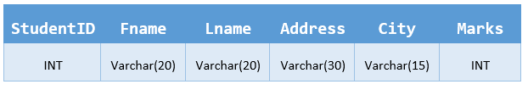 StudentID Fname Lname Address City Marks
INT Varchar(20) Varchar(20) Varchar(30) Varchar(15) INT